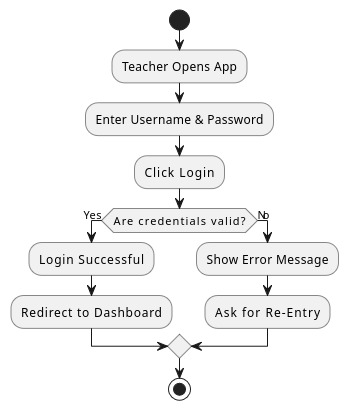 Teacher Opens App
Enter Username & Password
Click Login
Yes
Are credentials valid?
No
Login Successful
Show Error Message
Redirect to Dashboard
Ask for Re-Entry